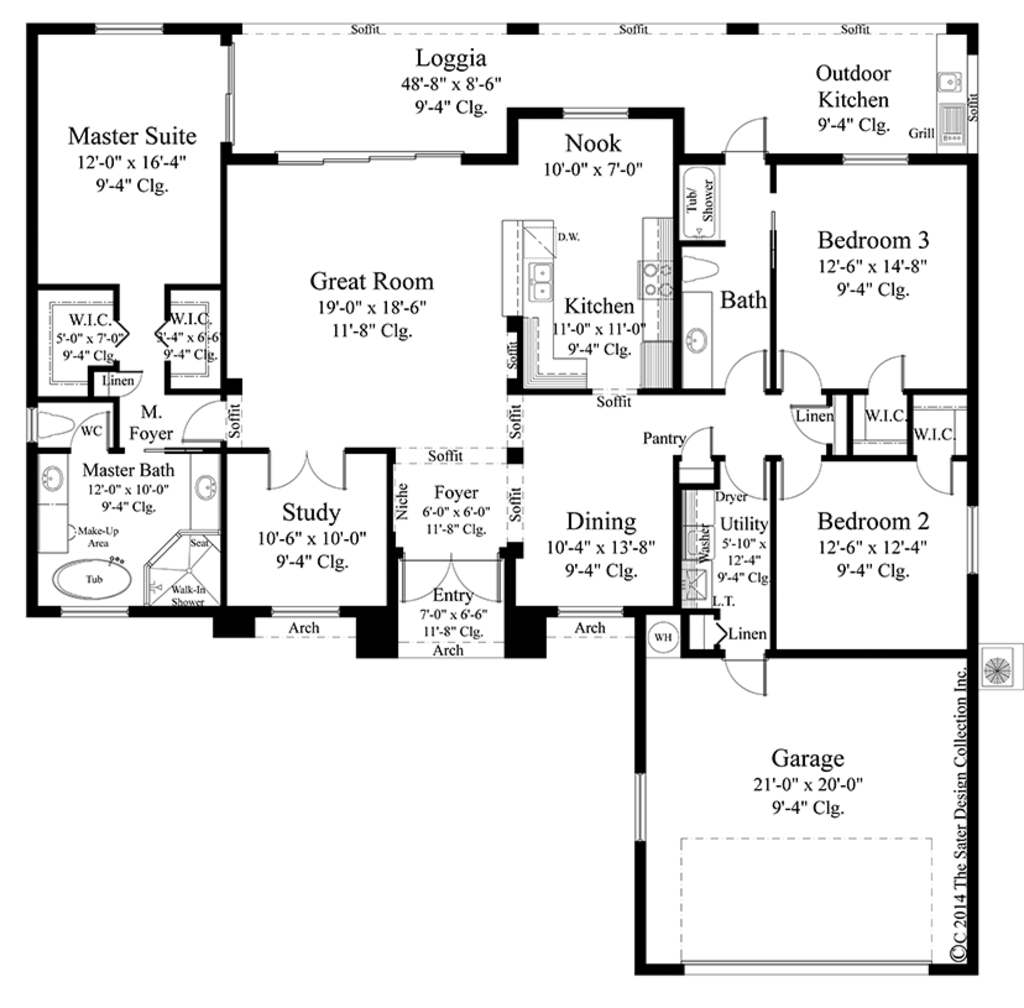 Soffit
Soffit
Soffit
Loggia
48'-8" x 8'-6"
9'-4" Clg.
Outdoor
Kitchen
9'-4" Clg.
Grill
Soffit
Master Suite
12'-0" x 16'-4"
9'-4" Clg.
Nook
10'-0" x 7'-0"
Tub/
Shower
D.W.
Bedroom 3
12'-6" x 14'-8"
9'-4" Clg.
Great Room
19'-0" x 18'-6"
11'-8" Clg.
Kitchen
11'-0" x 11'-0"
9'-4" Clg.
Bath
W.I.C.
5'-0" x 7'-0"
9'-4" Clg.
W.I.C.
3'-4" x 6'-6"
9'-4" Clg.
Soffit
Linen
Soffit
M.
Foyer
WC
Soffit
Soffit
Soffit
Linen
W.I.C.
W.I.C.
Pantry
Master Bath
12'-0" x 10'-0"
9'-4" Clg.
Make-Up
Area
Seat
Tub
Walk-In
Shower
Study
10'-6" x 10'-0"
9'-4" Clg.
Niche
Foyer
6'-0" x 6'-0"
11'-8" Clg.
Soffit
Dining
10'-4" x 13'-8"
9'-4" Clg.
Dryer
Washer
Utility
5'-10" x
12'-4"
9'-4" Clg.
L.T.
Bedroom 2
12'-6" x 12'-4"
9'-4" Clg.
Entry
7'-0" x 6'-6"
11'-8" Clg.
Arch
Arch
Arch
WH
Linen
Garage
21'-0" x 20'-0"
9'-4" Clg.
©C 2014 The Sater Design Collection Inc.